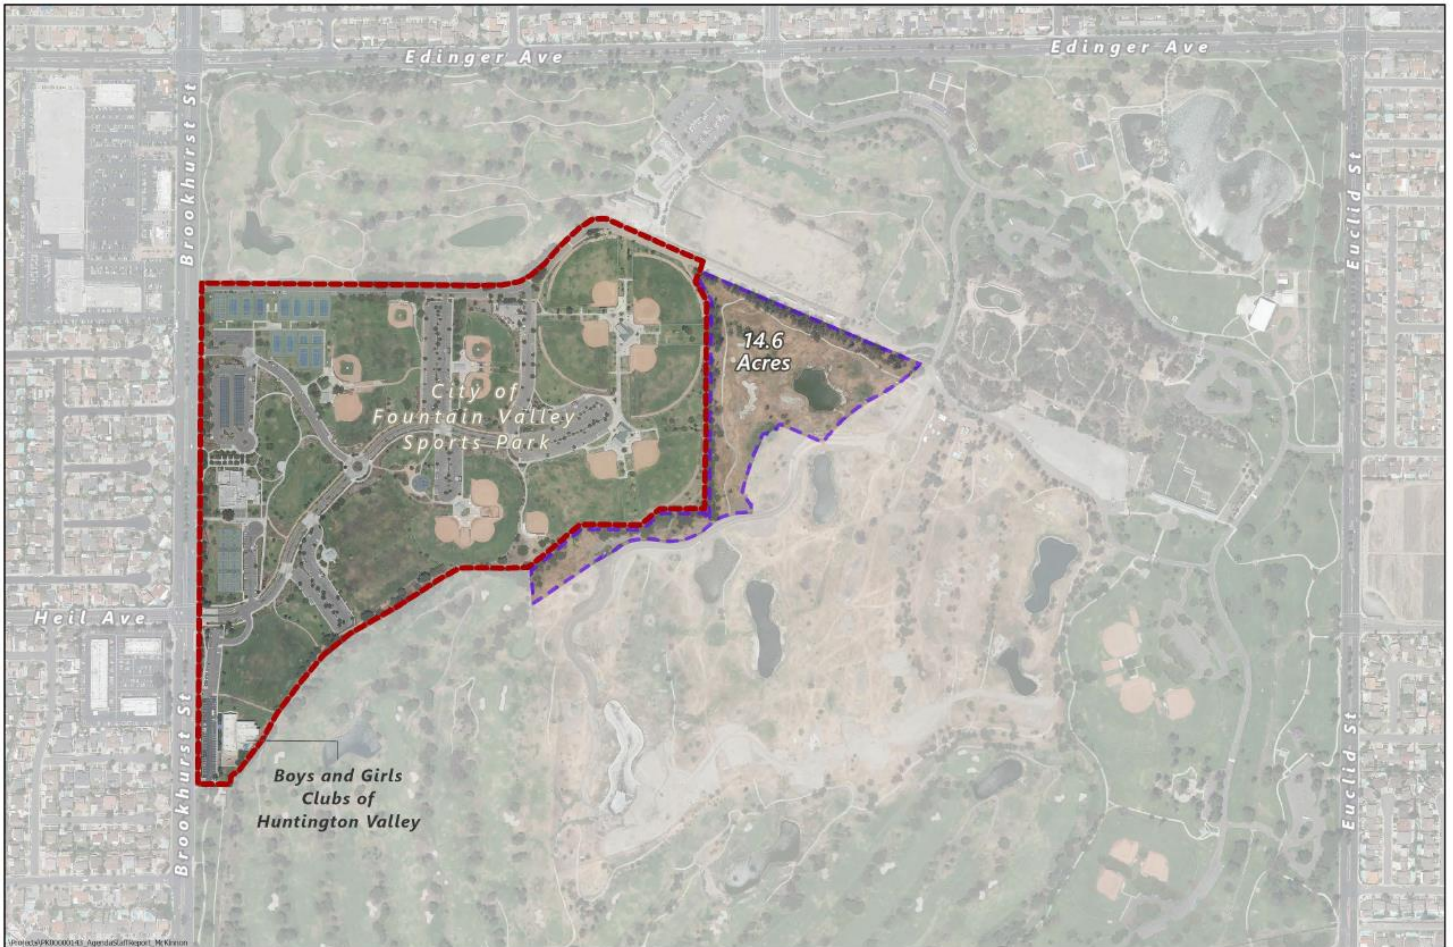 Edinger Ave
Edinger Ave
Brookhurst St
Euclid St
14.6
Acres
City of
Fountain Valley
Sports Park
Heil Ave
Brookhurst St
Euclid St
Boys and Girls
Clubs of
Huntington Valley